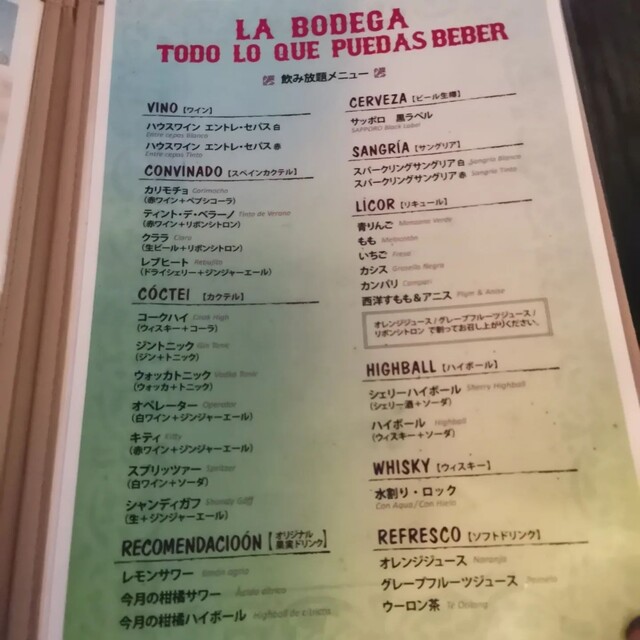 LA BODEGA
TODO LO QUE PUEDAS BEBER
飲み放題メニュー
VINO【ワイン】
ハウスワイン エントレ・セパス 白
Entre cepas Blanco
ハウスワイン エントレ・セパス 赤
Entre cepas Tinto
CONVINADO【スペインカクテル】
カリモチョ Carimocho
(赤ワイン+ペプシコーラ)
ティント・デ・ベラーノ Tinto de Verano
(赤ワイン+リボンシトロン)
クララ Clara
(生ビール+リボンシトロン)
レブヒート Rebujito
(ドライシェリー+ジンジャーエール)
CÓCTEl【カクテル】
コークハイ Coak High
(ウィスキー+コーラ)
ジントニック Gin Tonic
(ジン+トニック)
ウォッカトニック Vodka Tonic
(ウォッカ+トニック)
オペレーター Operator
(白ワイン+ジンジャーエール)
キティ Kitty
(赤ワイン+ジンジャーエール)
スプリッツァー Spritzer
(白ワイン+ソーダ)
シャンディガフ Shandy Gaff
(生+ジンジャーエール)
RECOMENDACIOÓN【オリジナル果実ドリンク】
レモンサワー limón agrio
今月の柑橘サワー
今月の柑橘ハイボール Highball de cítricos
CERVEZA【ビール生樽】
サッポロ 黒ラベル
SAPPORO Black Label
SANGRÍA【サングリア】
スパークリングサングリア 白 Sangría Blanco
スパークリングサングリア 赤 Sangría Tinto
LÍCOR【リキュール】
青りんご Manzana Verde
もも Melocotón
いちご Fresa
カシス Grosella Negra
カンパリ Campari
西洋すもも&アニス
オレンジジュース/グレープフルーツジュース/
リボンシトロン で割ってお召し上がりください。
HIGHBALL【ハイボール】
シェリーハイボール Sherry Highball
(シェリー酒+ソーダ)
ハイボール Highball
(ウィスキー+ソーダ)
WHISKY【ウィスキー】
水割り・ロック
Con Agua/Con Hielo
REFRESCO【ソフトドリンク】
オレンジジュース Naranja
グレープフルーツジュース Pomelo
ウーロン茶 Té Oolong